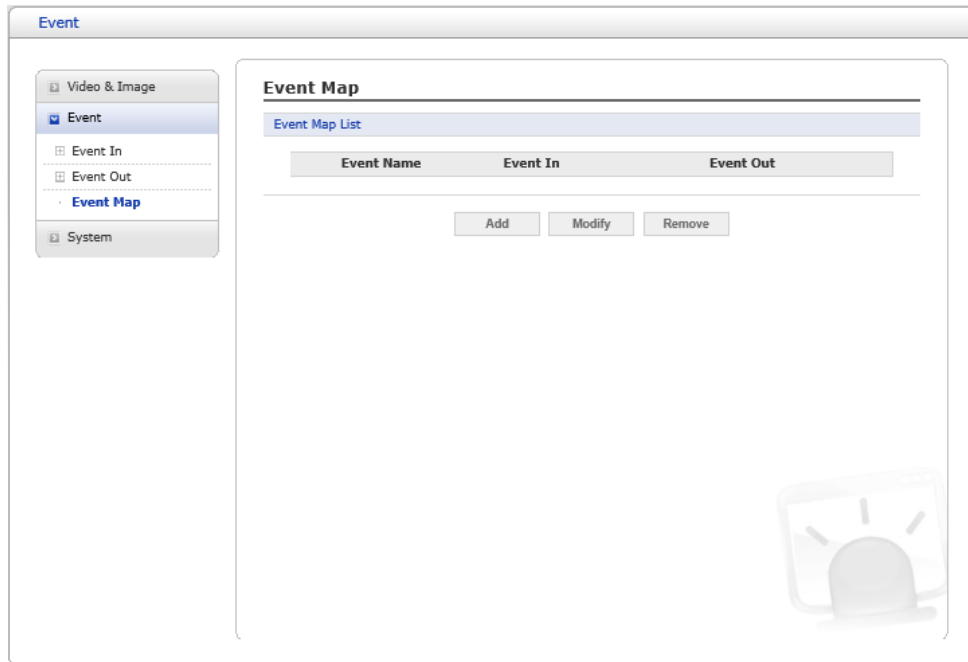 Event
Video & Image
Event
Event In
Event Out
Event Map
System
Event Map
Event Map List
Event Name Event In Event Out
Add Modify Remove